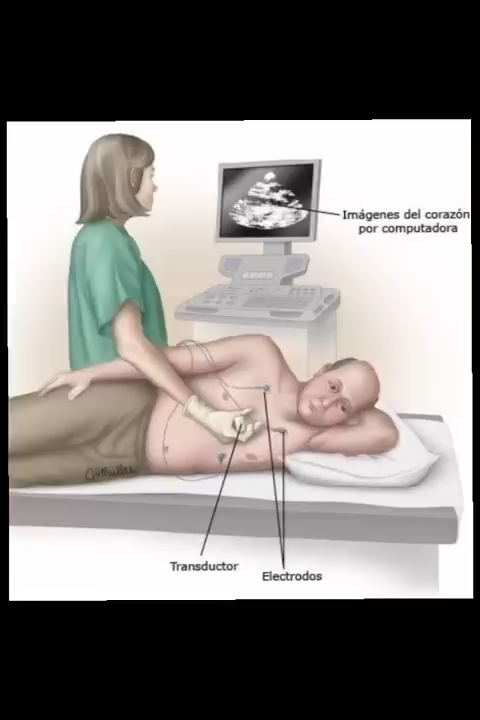 Imágenes del corazón
por computadora
Transductor
Electrodos